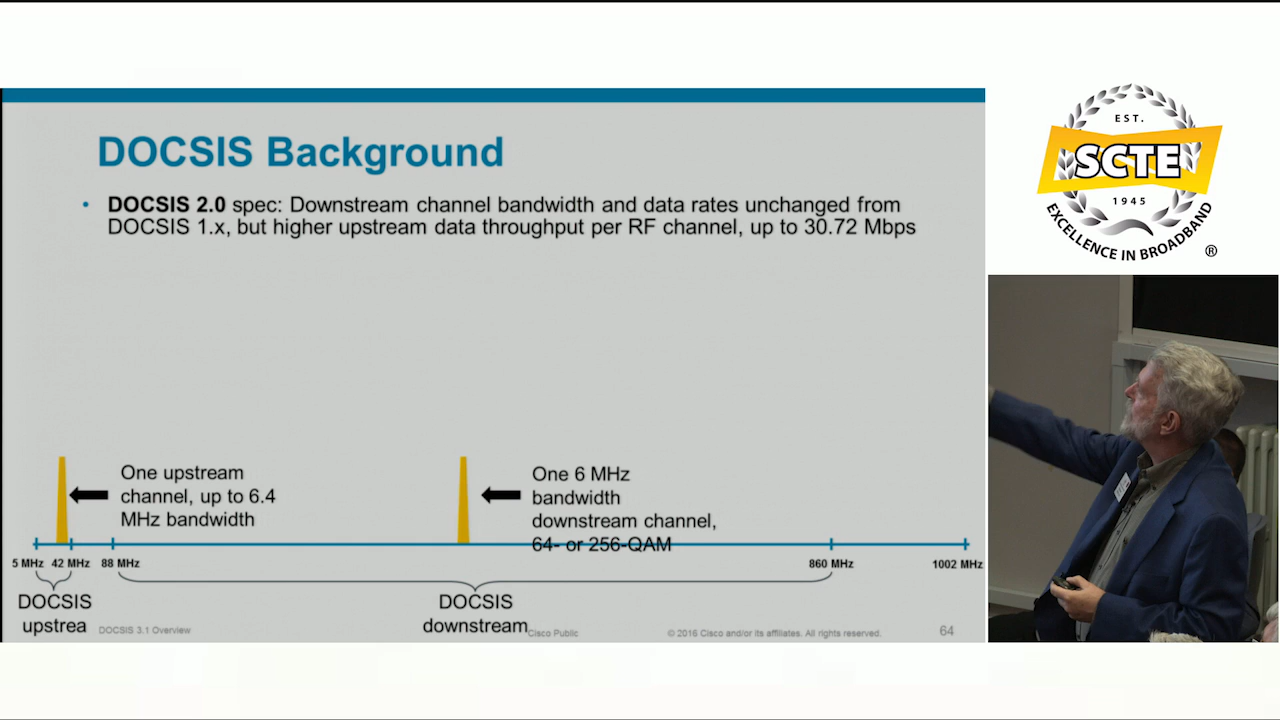 DOCSIS Background
• DOCSIS 2.0 spec: Downstream channel bandwidth and data rates unchanged from
DOCSIS 1.x, but higher upstream data throughput per RF channel, up to 30.72 Mbps
One upstream
channel, up to 6.4
MHz bandwidth
One 6 MHz
bandwidth
downstream channel,
64- or 256-QAM
5 MHz 42 MHz 88 MHz 860 MHz 1002 MHz
DOCSIS
upstrea
DOCSIS
downstream
DOCSIS 3.1 Overview
Cisco Public
© 2016 Cisco and/or its affiliates. All rights reserved.
64
EST.
SCTE
1945
EXCELLENCE IN BROADBAND
®